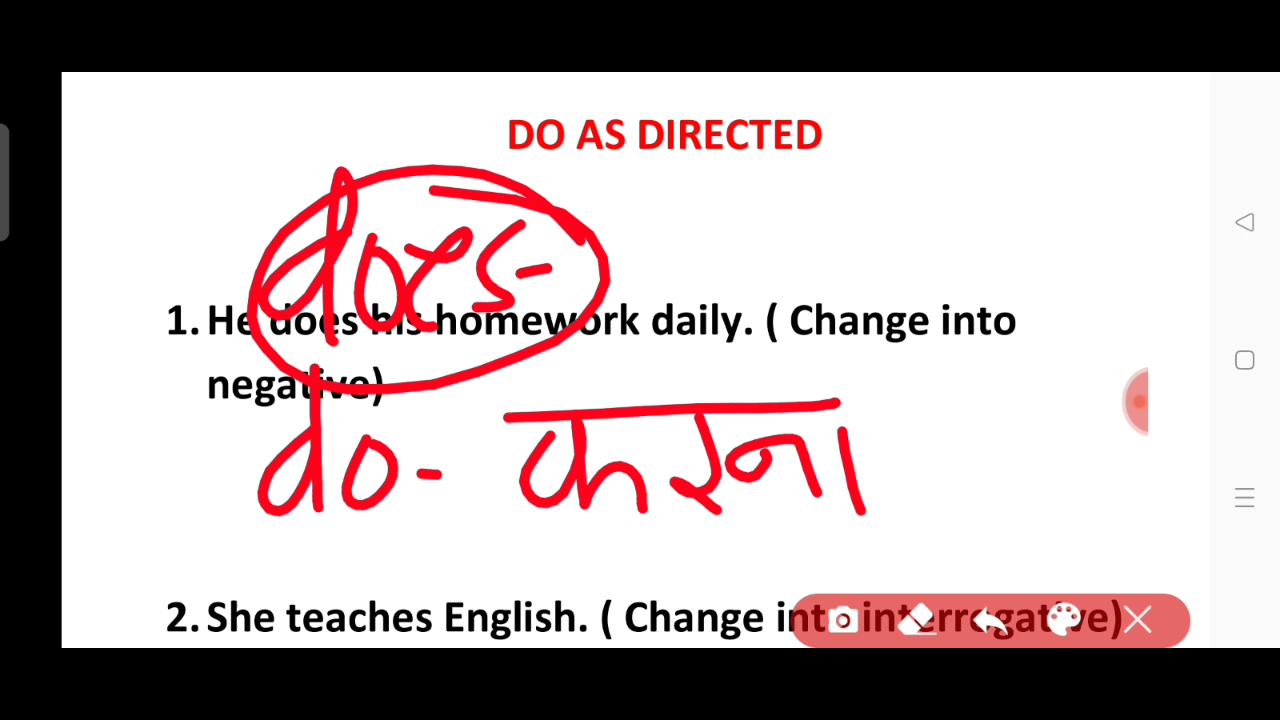 DO AS DIRECTED
does-
1. He does his homework daily. ( Change into
negative)
do- करना
2. She teaches English. ( Change into interrogative)